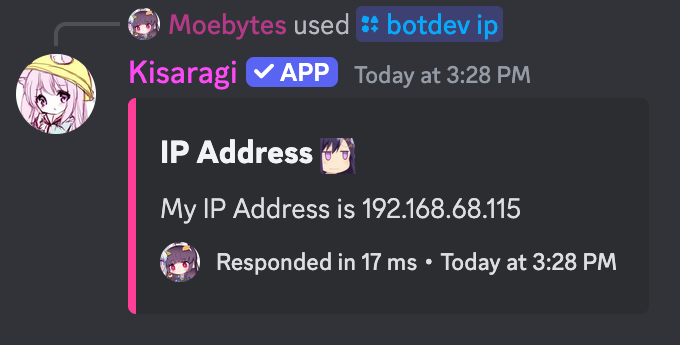 Moebytes used botdev ip
Kisaragi ✓ APP Today at 3:28 PM
IP Address
My IP Address is 192.168.68.115
Responded in 17 ms • Today at 3:28 PM